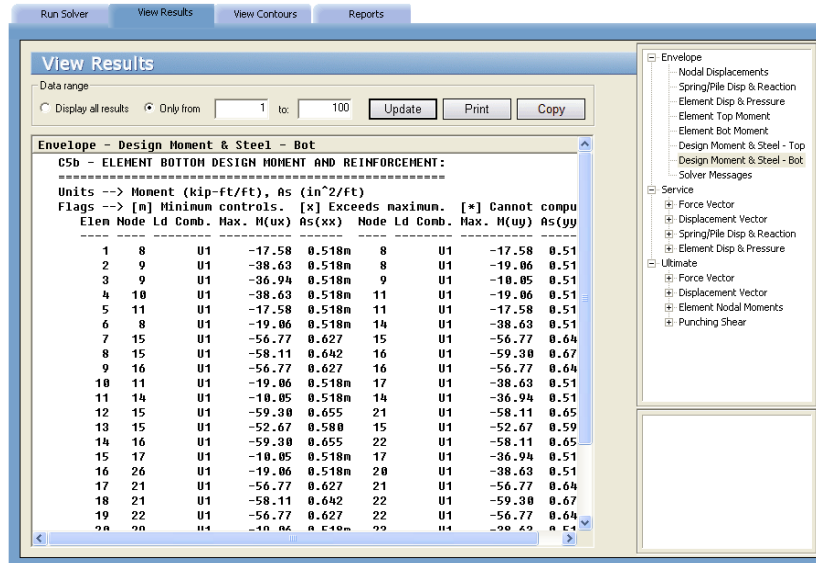 Run Solver View Results View Contours Reports
View Results
Data range
Display all results Only from 1 to: 100 Update Print Copy
Envelope - Design Moment & Steel - Bot
C5b - ELEMENT BOTTOM DESIGN MOMENT AND REINFORCEMENT:
==================================================
Units --> Moment (kip-ft/ft), As (in^2/ft)
Flags --> [m] Minimum controls. [x] Exceeds maximum. [*] Cannot compu
Elem Node Ld Comb. Max. M(ux) As(xx) Node Ld Comb. Max. M(uy) As(yy
---- ---- -------- ---------- ------ ---- -------- ---------- -----
1 8 U1 -17.58 0.518m 8 U1 -17.58 0.51
2 9 U1 -38.63 0.518m 8 U1 -19.06 0.51
3 9 U1 -36.94 0.518m 9 U1 -10.05 0.51
4 10 U1 -38.63 0.518m 11 U1 -19.06 0.51
5 11 U1 -17.58 0.518m 11 U1 -17.58 0.51
6 8 U1 -19.06 0.518m 14 U1 -38.63 0.51
7 15 U1 -56.77 0.627 15 U1 -56.77 0.64
8 15 U1 -58.11 0.642 16 U1 -59.30 0.67
9 16 U1 -56.77 0.627 16 U1 -56.77 0.64
10 11 U1 -19.06 0.518m 17 U1 -38.63 0.51
11 14 U1 -10.05 0.518m 14 U1 -36.94 0.51
12 15 U1 -59.30 0.655 21 U1 -58.11 0.65
13 15 U1 -52.67 0.580 15 U1 -52.67 0.59
14 16 U1 -59.30 0.655 22 U1 -58.11 0.65
15 17 U1 -10.05 0.518m 17 U1 -36.94 0.51
16 26 U1 -19.06 0.518m 20 U1 -38.63 0.51
17 21 U1 -56.77 0.627 21 U1 -56.77 0.64
18 21 U1 -58.11 0.642 22 U1 -59.30 0.67
19 22 U1 -56.77 0.627 22 U1 -56.77 0.64
Envelope
Nodal Displacements
Spring/Pile Disp & Reaction
Element Disp & Pressure
Element Top Moment
Element Bot Moment
Design Moment & Steel - Top
Design Moment & Steel - Bot
Solver Messages
Service
Force Vector
Displacement Vector
Spring/Pile Disp & Reaction
Element Disp & Pressure
Ultimate
Force Vector
Displacement Vector
Element Nodal Moments
Punching Shear